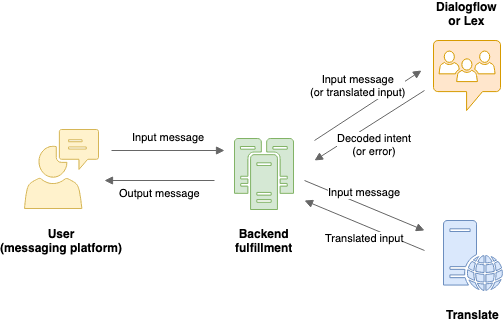 Dialogflow
or Lex
Input message
(or translated input)
Input message
Decoded intent
(or error)
Output message
Input message
User
(messaging platform)
Backend
fulfillment
Translated input
Translate